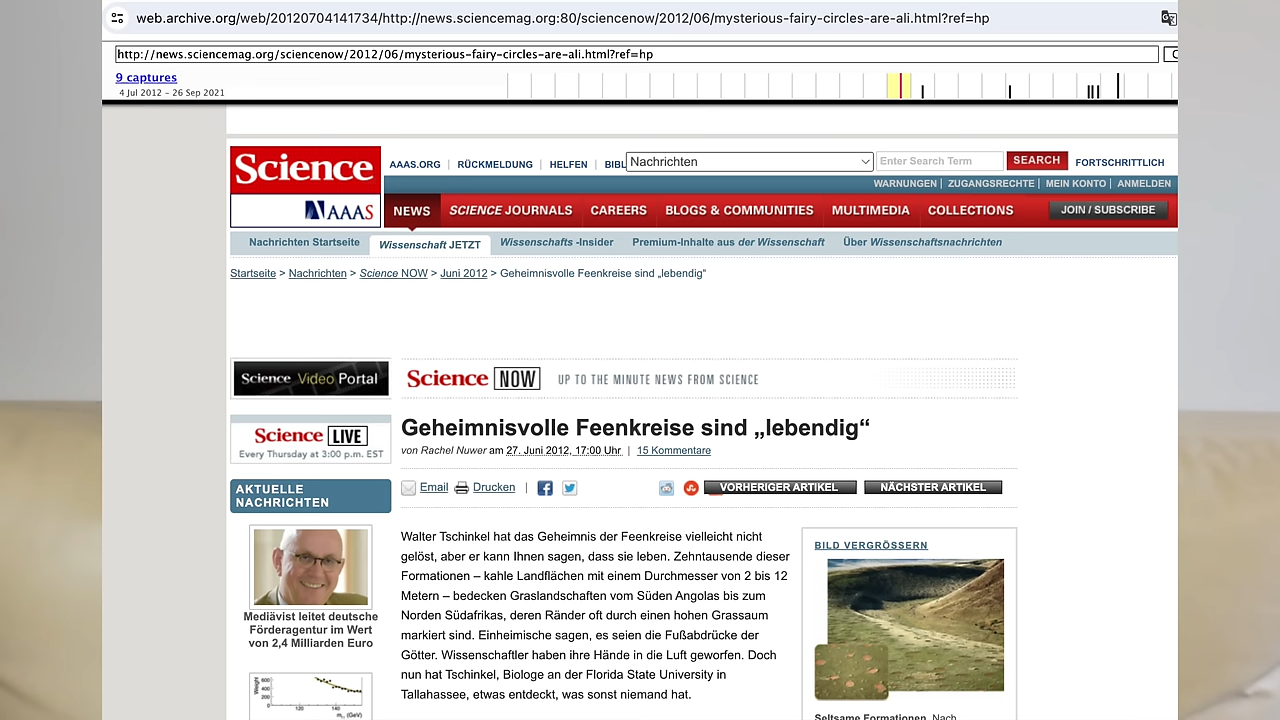 web.archive.org/web/20120704141734/http://news.sciencemag.org:80/sciencenow/2012/06/mysterious-fairy-circles-are-ali.html?ref=hp
http://news.sciencemag.org/sciencenow/2012/06/mysterious-fairy-circles-are-ali.html?ref=hp
9 captures
4 Jul 2012 – 26 Sep 2021
Science
AAAS
AAAS.ORG | RÜCKMELDUNG | HELFEN | BIBL
Nachrichten
Enter Search Term
SEARCH
FORTSCHRITTLICH
WARNUNGEN | ZUGANGSRECHTE | MEIN KONTO | ANMELDEN
NEWS SCIENCE JOURNALS CAREERS BLOGS & COMMUNITIES MULTIMEDIA COLLECTIONS JOIN / SUBSCRIBE
Nachrichten Startseite Wissenschaft JETZT Wissenschafts -Insider Premium-Inhalte aus der Wissenschaft Über Wissenschaftsnachrichten
Startseite > Nachrichten > Science NOW > Juni 2012 > Geheimnisvolle Feenkreise sind „lebendig“
Science Video Portal
Science NOW UP TO THE MINUTE NEWS FROM SCIENCE
Science LIVE
Every Thursday at 3:00 p.m. EST
Geheimnisvolle Feenkreise sind „lebendig“
von Rachel Nuwer am 27. Juni 2012, 17:00 Uhr | 15 Kommentare
Email Drucken |
VORHERIGER ARTIKEL NÄCHSTER ARTIKEL
AKTUELLE
NACHRICHTEN
Mediävist leitet deutsche
Förderagentur im Wert
von 2,4 Milliarden Euro
Weight
600
400
200
0
120 140
(GeV)
Walter Tschinkel hat das Geheimnis der Feenkreise vielleicht nicht
gelöst, aber er kann Ihnen sagen, dass sie leben. Zehntausende dieser
Formationen – kahle Landflächen mit einem Durchmesser von 2 bis 12
Metern – bedecken Graslandschaften vom Süden Angolas bis zum
Norden Südafrikas, deren Ränder oft durch einen hohen Grassaum
markiert sind. Einheimische sagen, es seien die Fußabdrücke der
Götter. Wissenschaftler haben ihre Hände in die Luft geworfen. Doch
nun hat Tschinkel, Biologe an der Florida State University in
Tallahassee, etwas entdeckt, was sonst niemand hat.
BILD VERGRÖSSERN
Seltsame Formationen. Nach